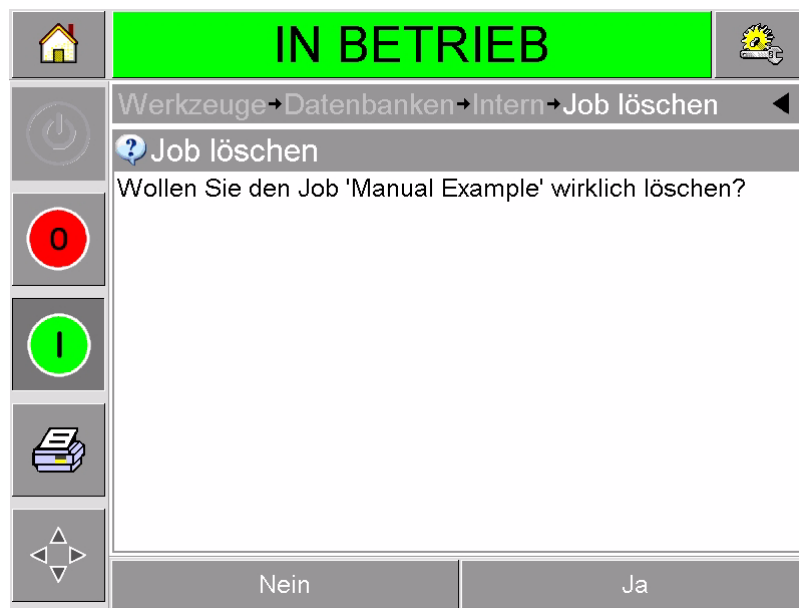 IN BETRIEB
Werkzeuge→Datenbanken→Intern→Job löschen
Job löschen
Wollen Sie den Job 'Manual Example' wirklich löschen?
0
I
Nein
Ja